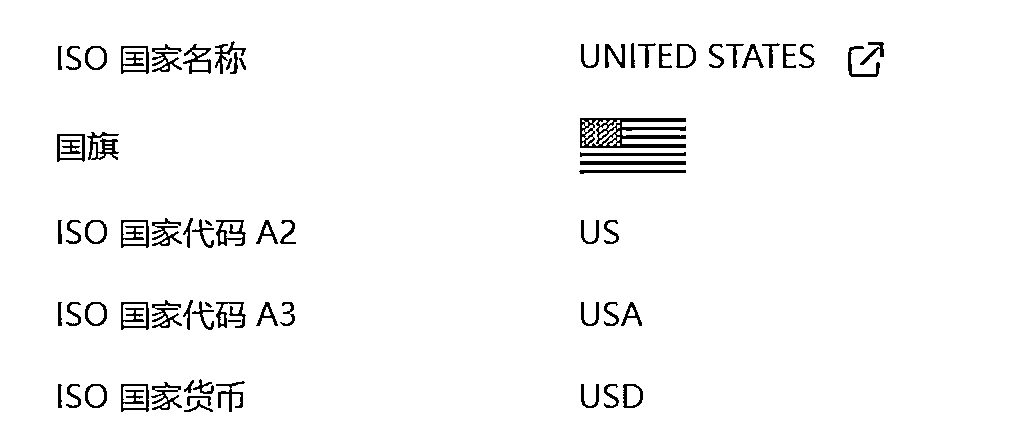 ISO 国家名称 UNITED STATES
国旗
ISO 国家代码 A2 US
ISO 国家代码 A3 USA
ISO 国家货币 USD